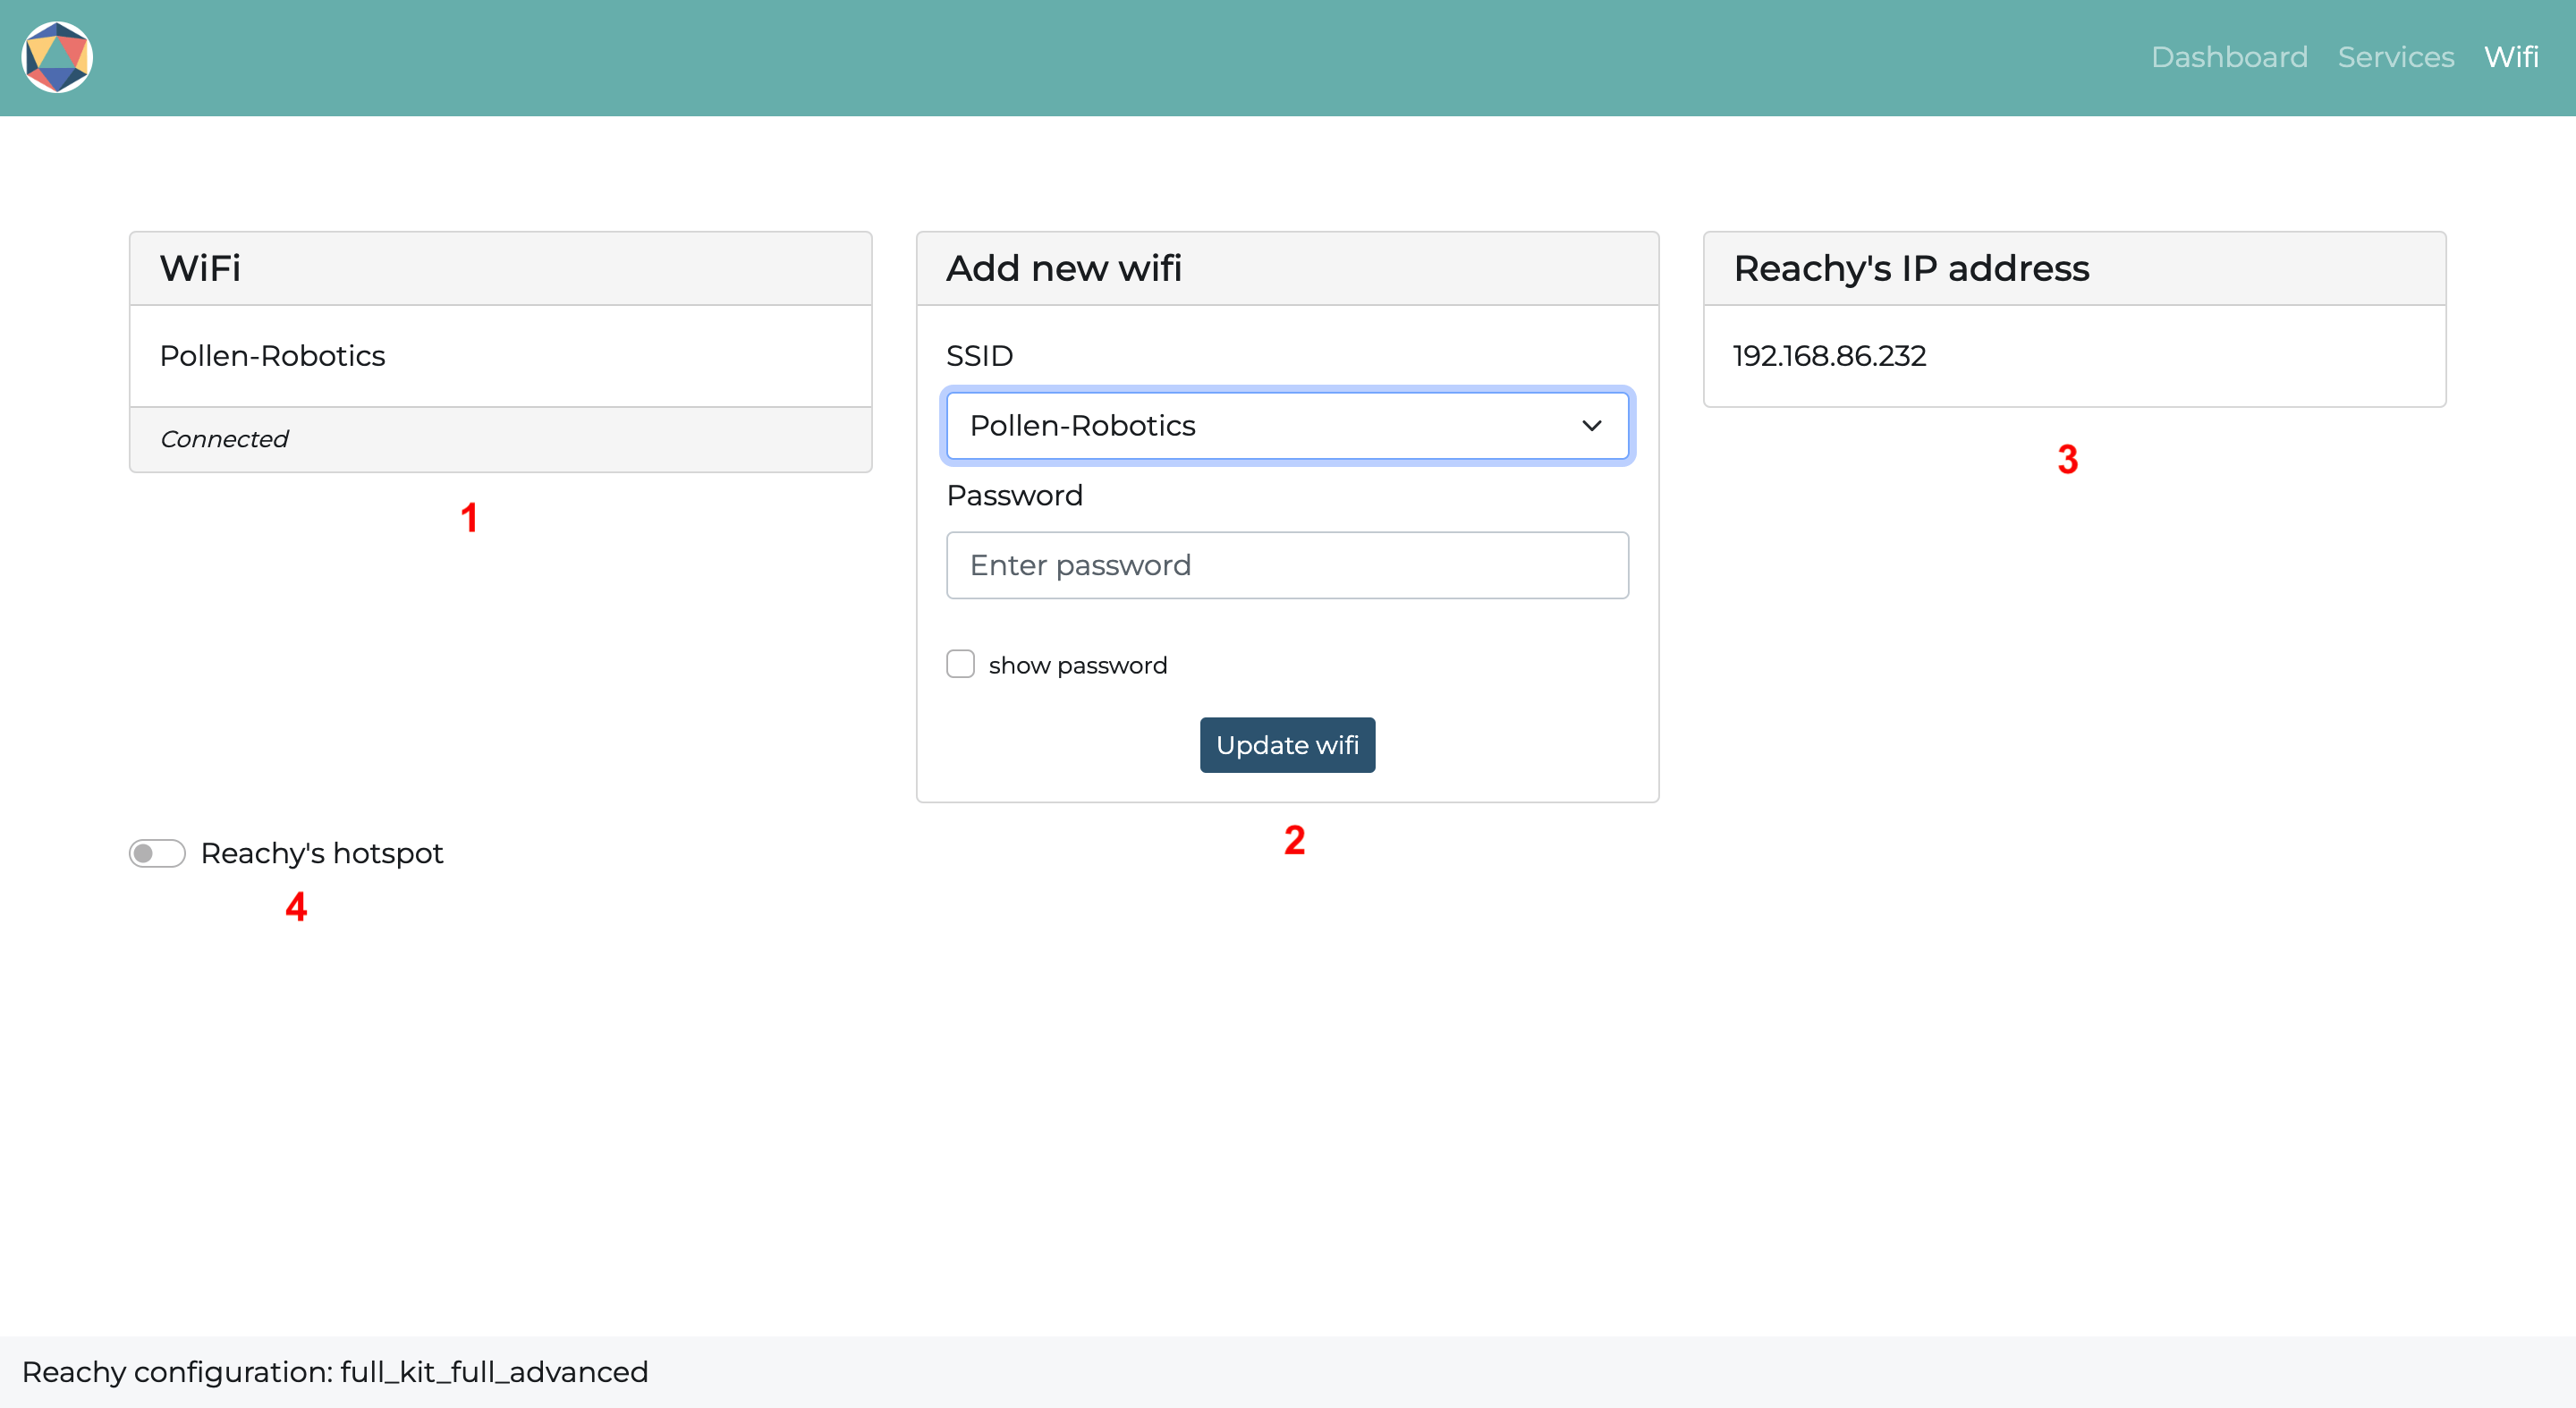 Dashboard Services Wifi
WiFi
Pollen-Robotics
Connected
1
Add new wifi
SSID
Pollen-Robotics
Password
Enter password
show password
Update wifi
2
Reachy's IP address
192.168.86.232
3
Reachy's hotspot
4
Reachy configuration: full_kit_full_advanced